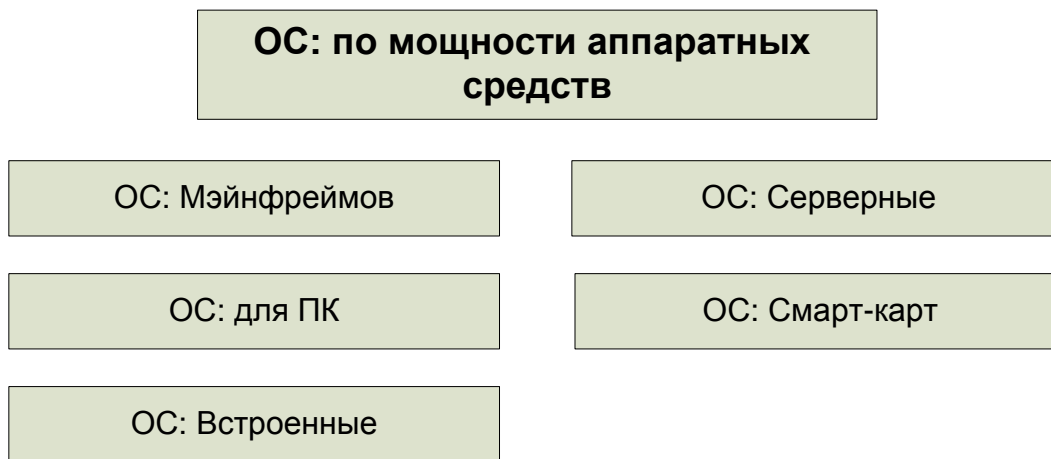 ОС: по мощности аппаратных
средств
ОС: Мэйнфреймов
ОС: Серверные
ОС: для ПК
ОС: Смарт-карт
ОС: Встроенные